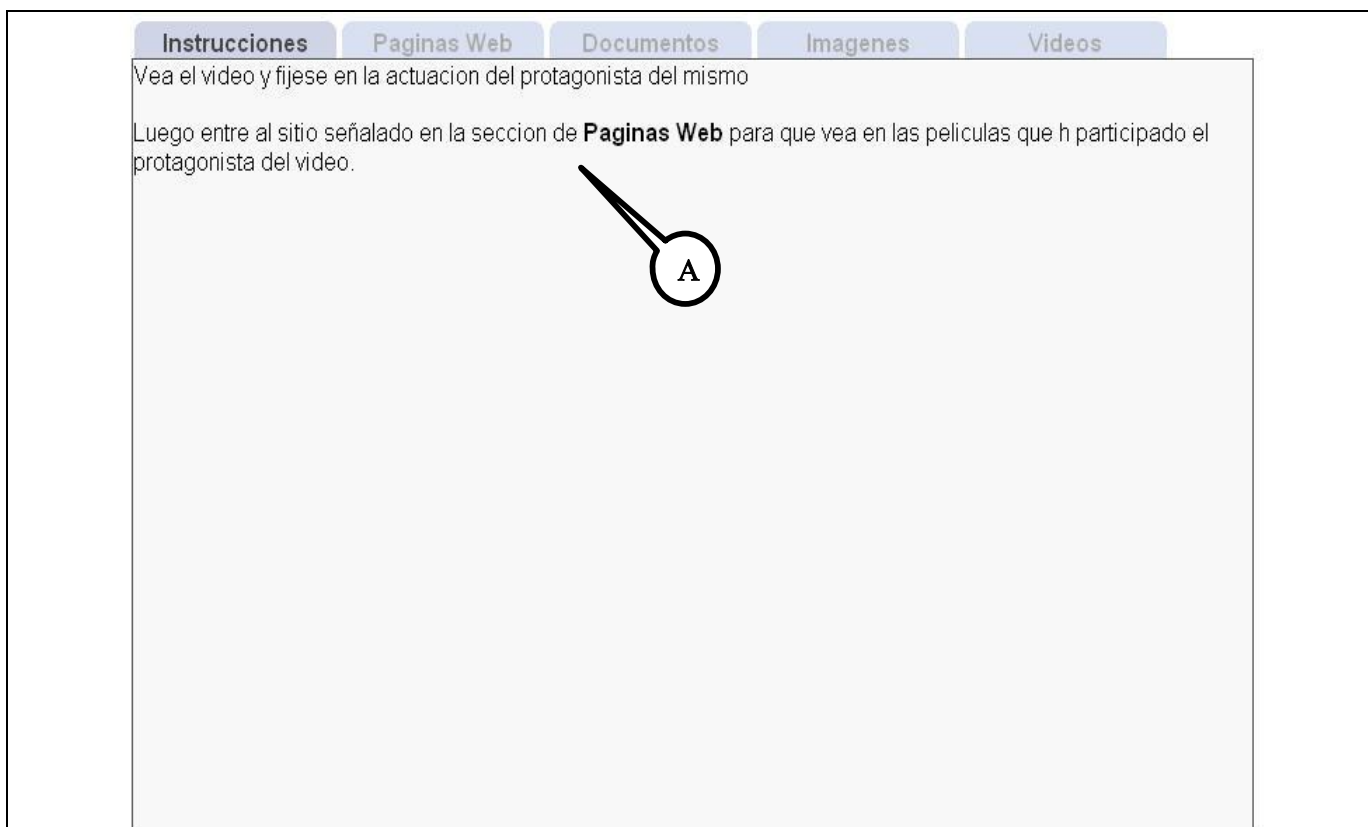 Instrucciones Paginas Web Documentos Imagenes Videos
Vea el video y fijese en la actuacion del protagonista del mismo
Luego entre al sitio señalado en la seccion de Paginas Web para que vea en las peliculas que h participado el
protagonista del video.
A